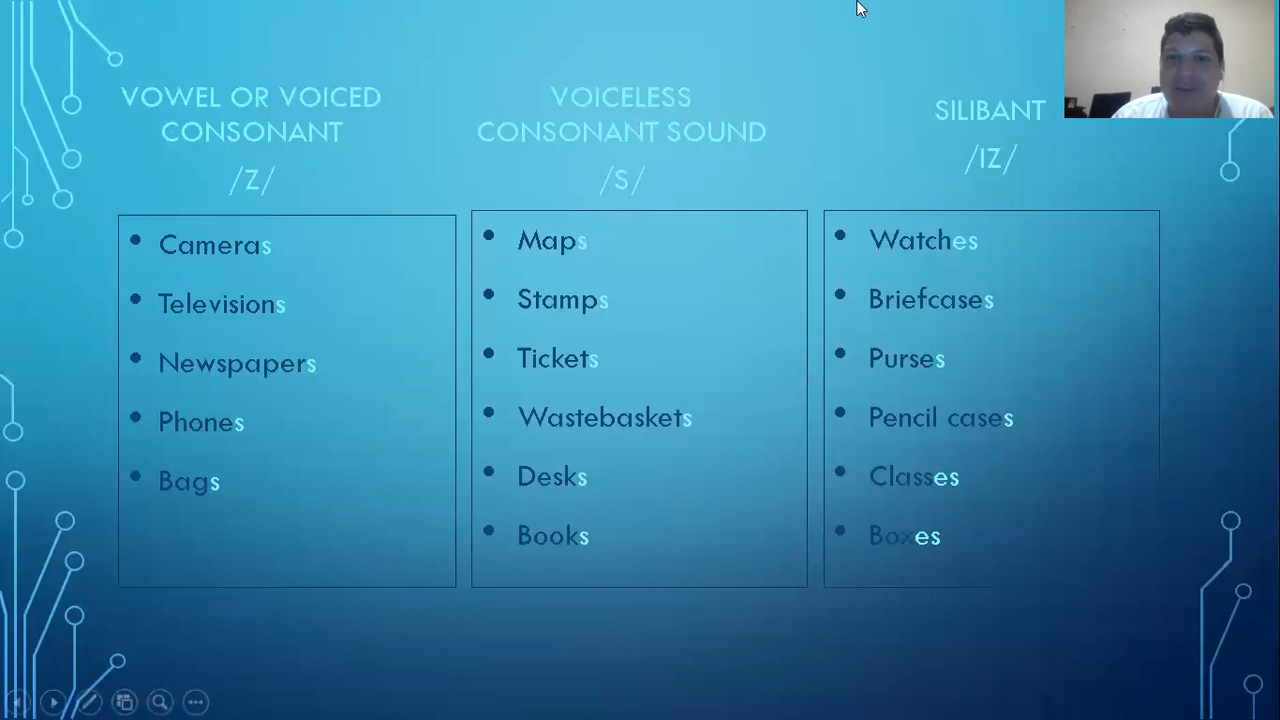 VOWEL OR VOICED
CONSONANT
/Z/
Cameras
Televisions
Newspapers
Phones
Bags
VOICELESS
CONSONANT SOUND
/S/
Maps
Stamps
Tickets
Wastebaskets
Desks
Books
SILIBANT
/IZ/
Watches
Briefcases
Purses
Pencil cases
Classes
Boxes